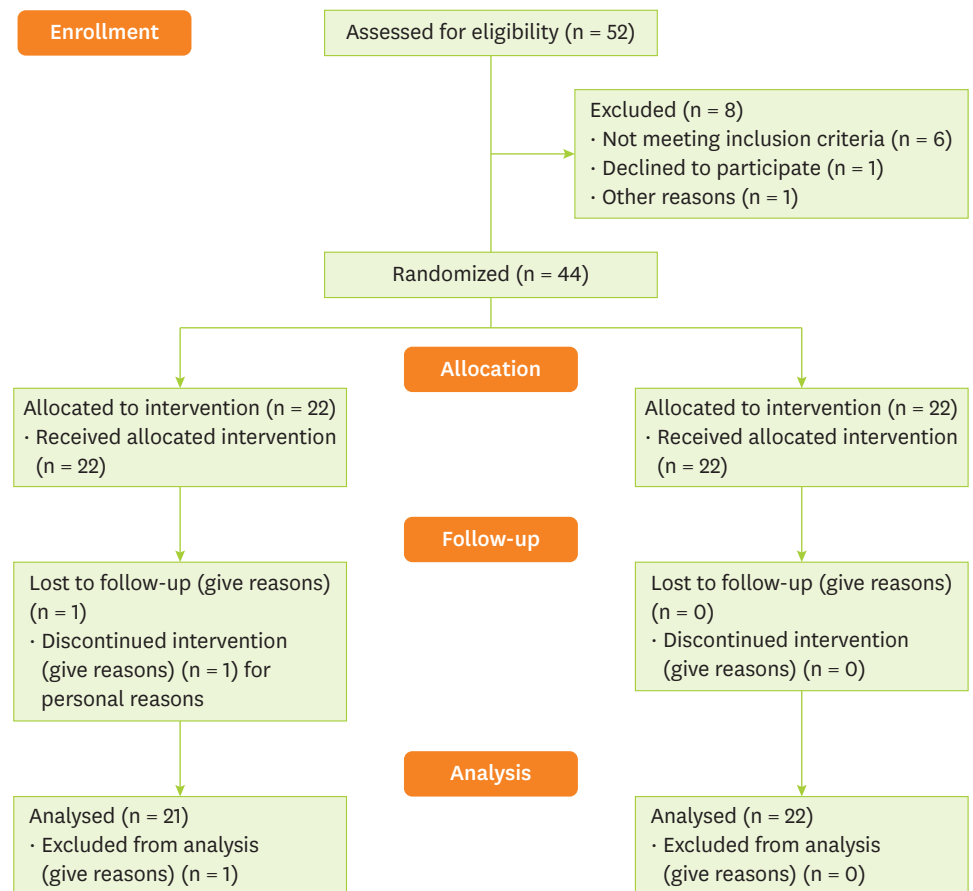 Enrollment
Assessed for eligibility (n = 52)
Excluded (n = 8)
· Not meeting inclusion criteria (n = 6)
· Declined to participate (n = 1)
· Other reasons (n = 1)
Randomized (n = 44)
Allocation
Allocated to intervention (n = 22)
· Received allocated intervention
(n = 22)
Allocated to intervention (n = 22)
· Received allocated intervention
(n = 22)
Follow-up
Lost to follow-up (give reasons)
(n = 1)
· Discontinued intervention
(give reasons) (n = 1) for
personal reasons
Lost to follow-up (give reasons)
(n = 0)
· Discontinued intervention
(give reasons) (n = 0)
Analysis
Analysed (n = 21)
· Excluded from analysis
(give reasons) (n = 1)
Analysed (n = 22)
· Excluded from analysis
(give reasons) (n = 0)